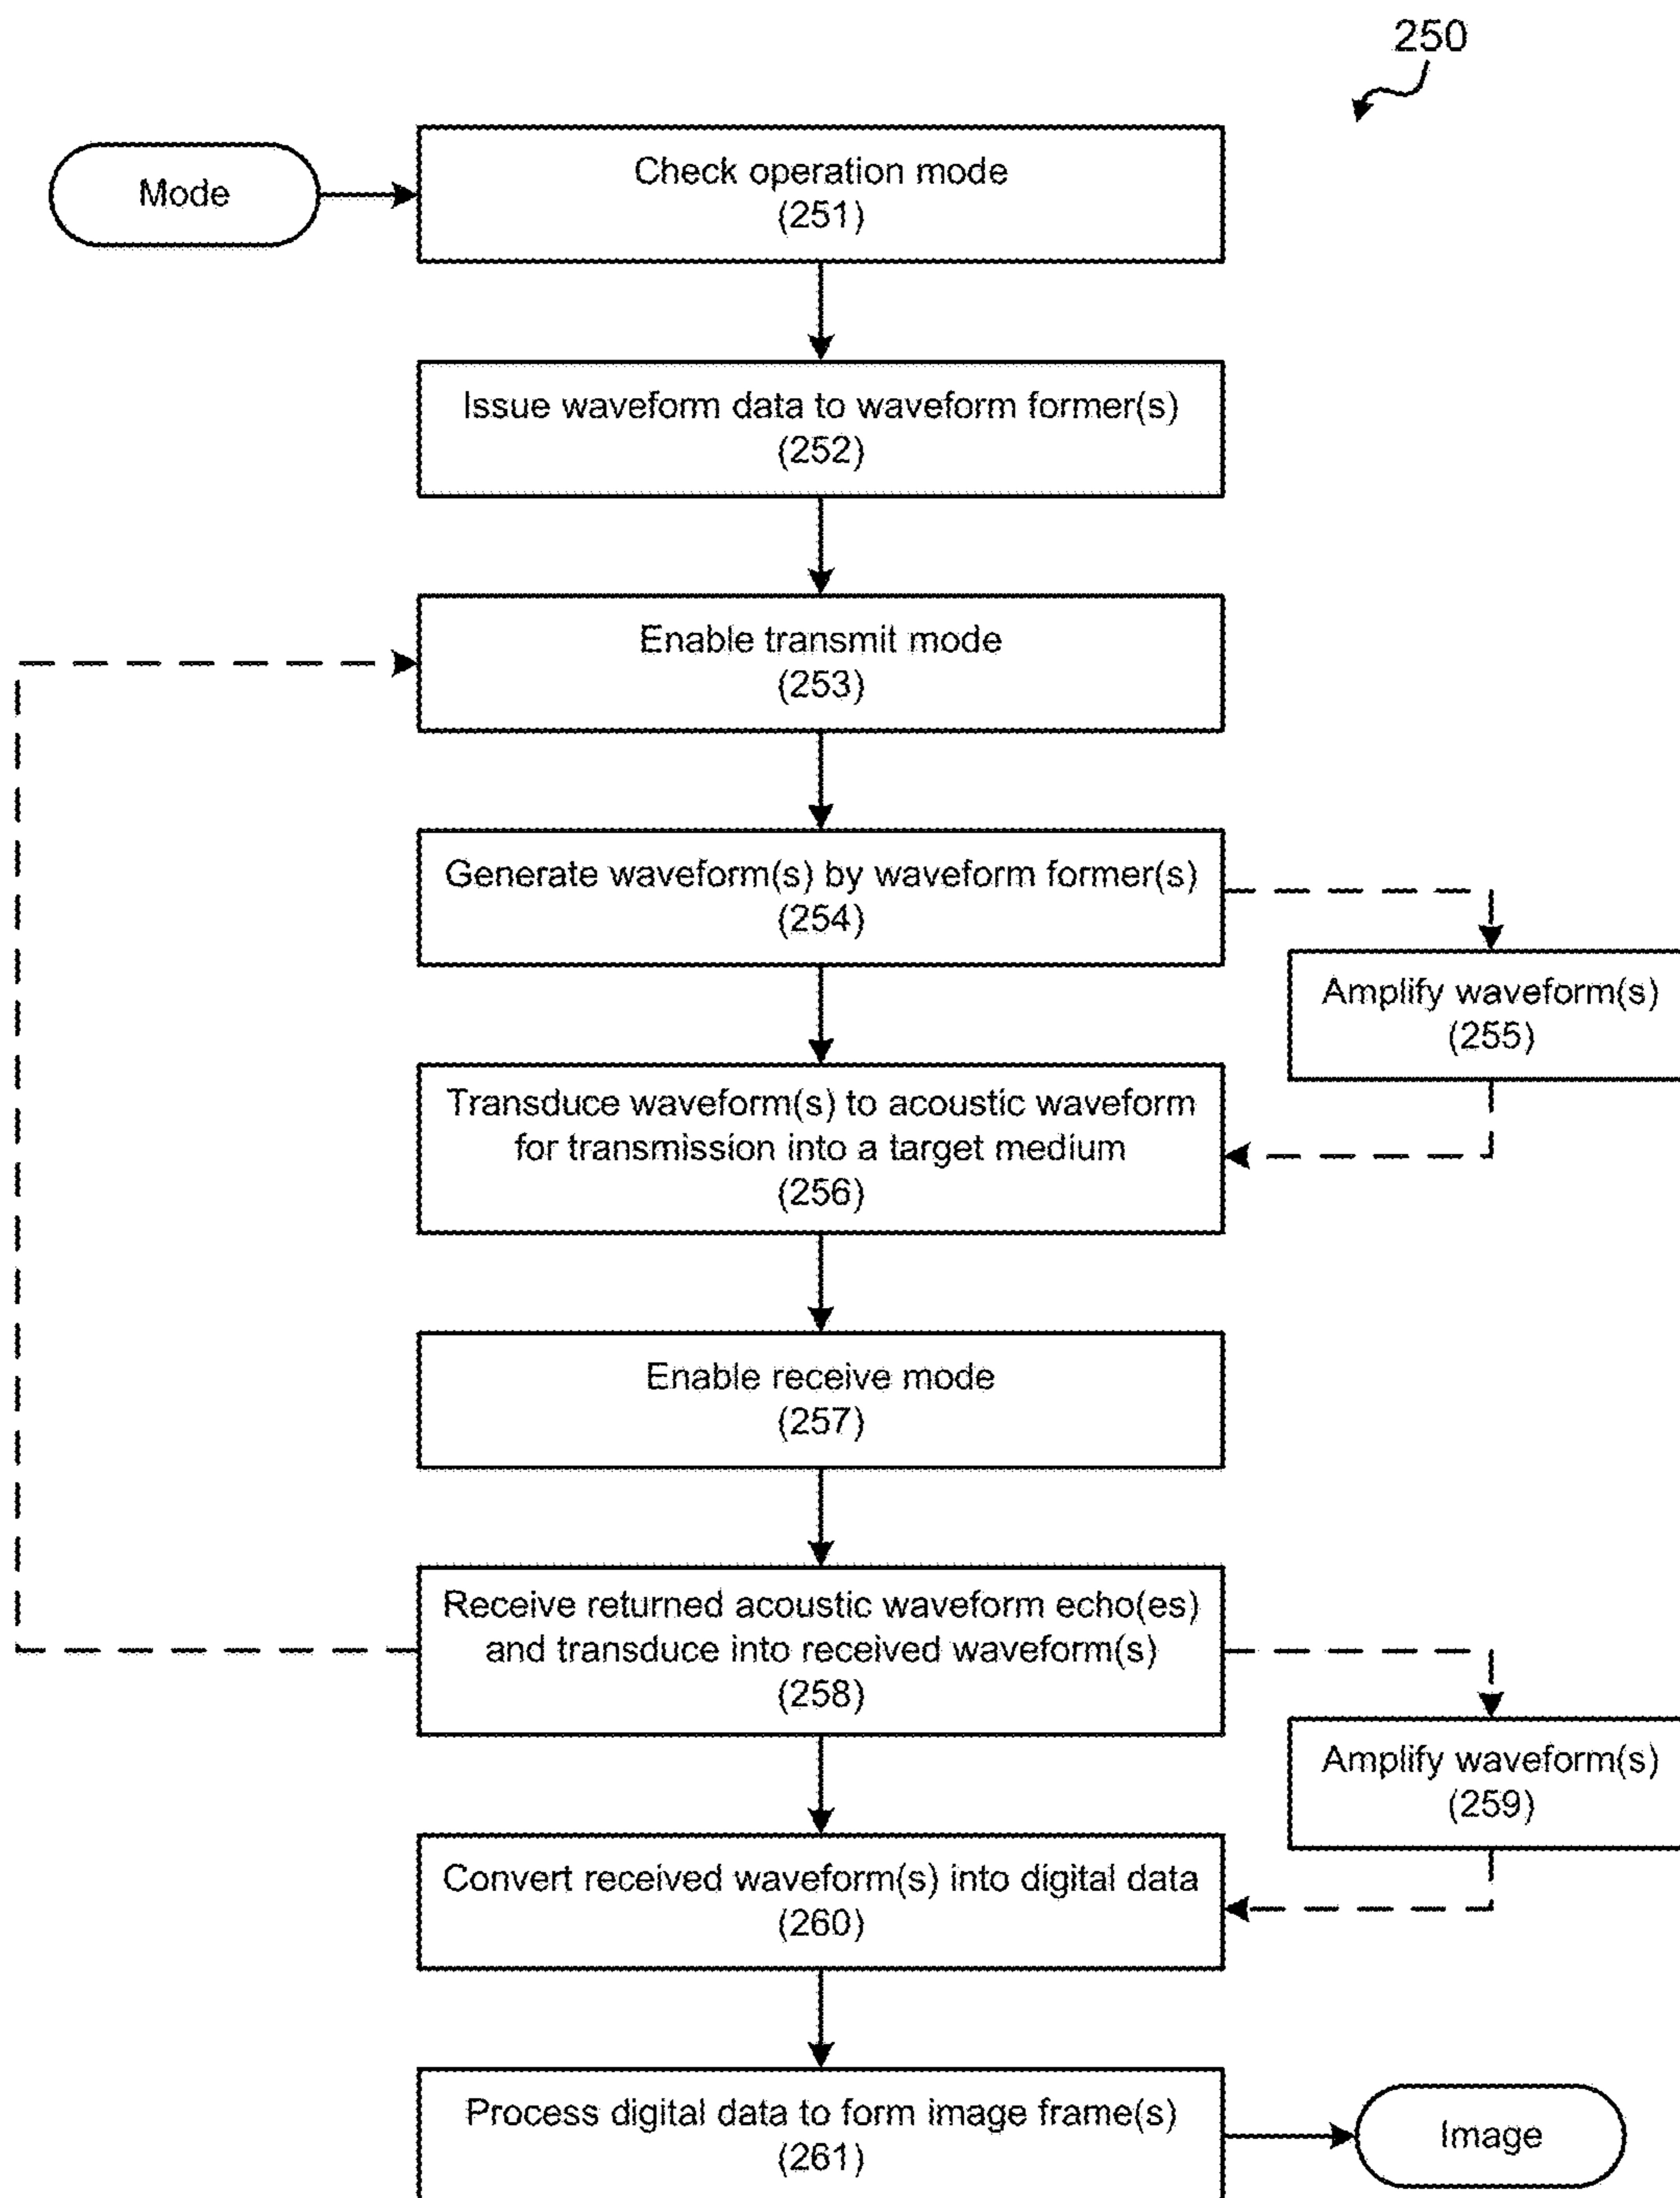 250
Mode
Check operation mode
(251)
Issue waveform data to waveform former(s)
(252)
Enable transmit mode
(253)
Generate waveform(s) by waveform former(s)
(254)
Amplify waveform(s)
(255)
Transduce waveform(s) to acoustic waveform
for transmission into a target medium
(256)
Enable receive mode
(257)
Receive returned acoustic waveform echo(es)
and transduce into received waveform(s)
(258)
Amplify waveform(s)
(259)
Convert received waveform(s) into digital data
(260)
Process digital data to form image frame(s)
(261)
Image